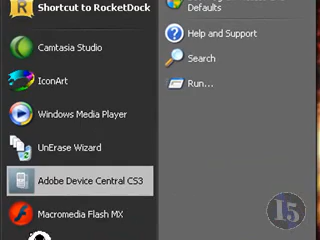 Shortcut to RocketDock
Camtasia Studio
IconArt
Windows Media Player
UnErase Wizard
Adobe Device Central CS3
Macromedia Flash MX
Defaults
Help and Support
Search
Run...
15